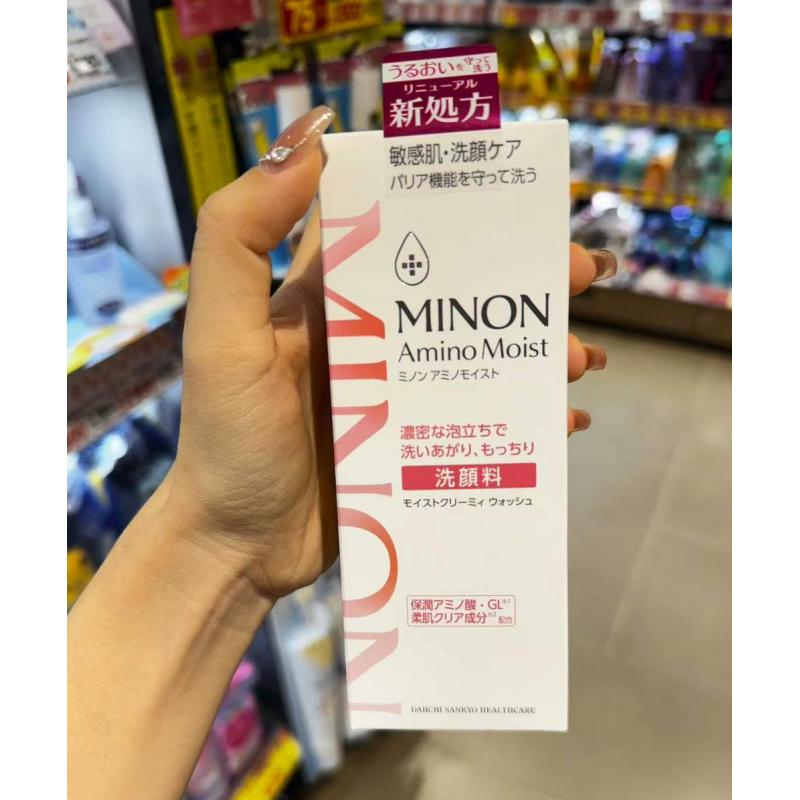 75
うるおいを守って洗う
リニューアル
新処方
敏感肌・洗顔ケア
バリア機能を守って洗う
MINON
MINON
Amino Moist
ミノン アミノモイスト
濃密な泡立ちで
洗いあがり、もっちり
洗顔料
モイストクリーミィ ウォッシュ
保潤アミノ酸・GL※1
柔肌クリア成分※2 配合
DAIICHI SANKYO HEALTHCARE